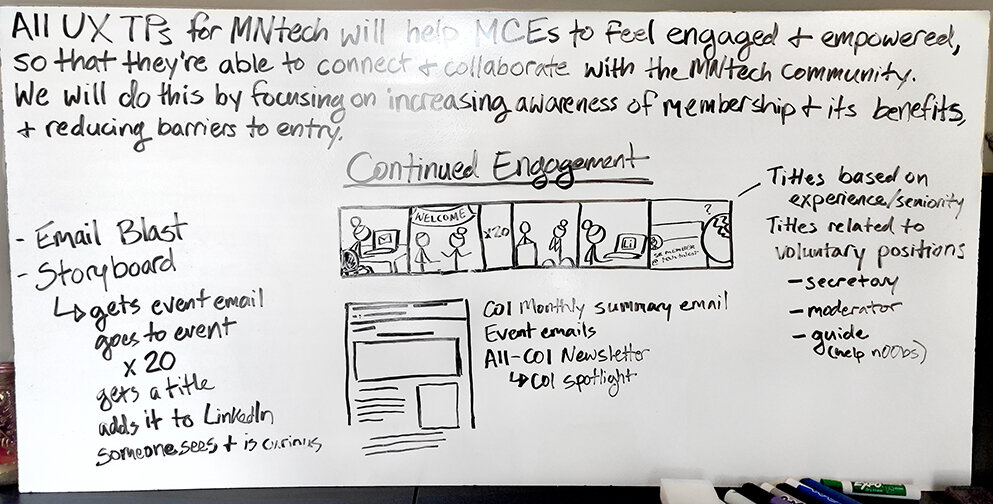 All UX TPs for MNtech will help MCEs to feel engaged + empowered,
so that they're able to connect + collaborate with the MNtech Community.
We will do this by focusing on increasing awareness of membership + its benefits,
+ reducing barriers to entry.
Continued Engagement
- Email Blast
- Storyboard
↳ gets event email
goes to event
x 20
gets a title
adds it to LinkedIn
someone sees + is curious
WELCOME
x20
Li
?
SR MEMBER
Titles based on
experience/seniority
Titles related to
voluntary positions
- secretary
- moderator
- guide
(help n00bs)
COI Monthly summary email
Event emails
All-COI Newsletter
↳ COI spotlight
EXPO